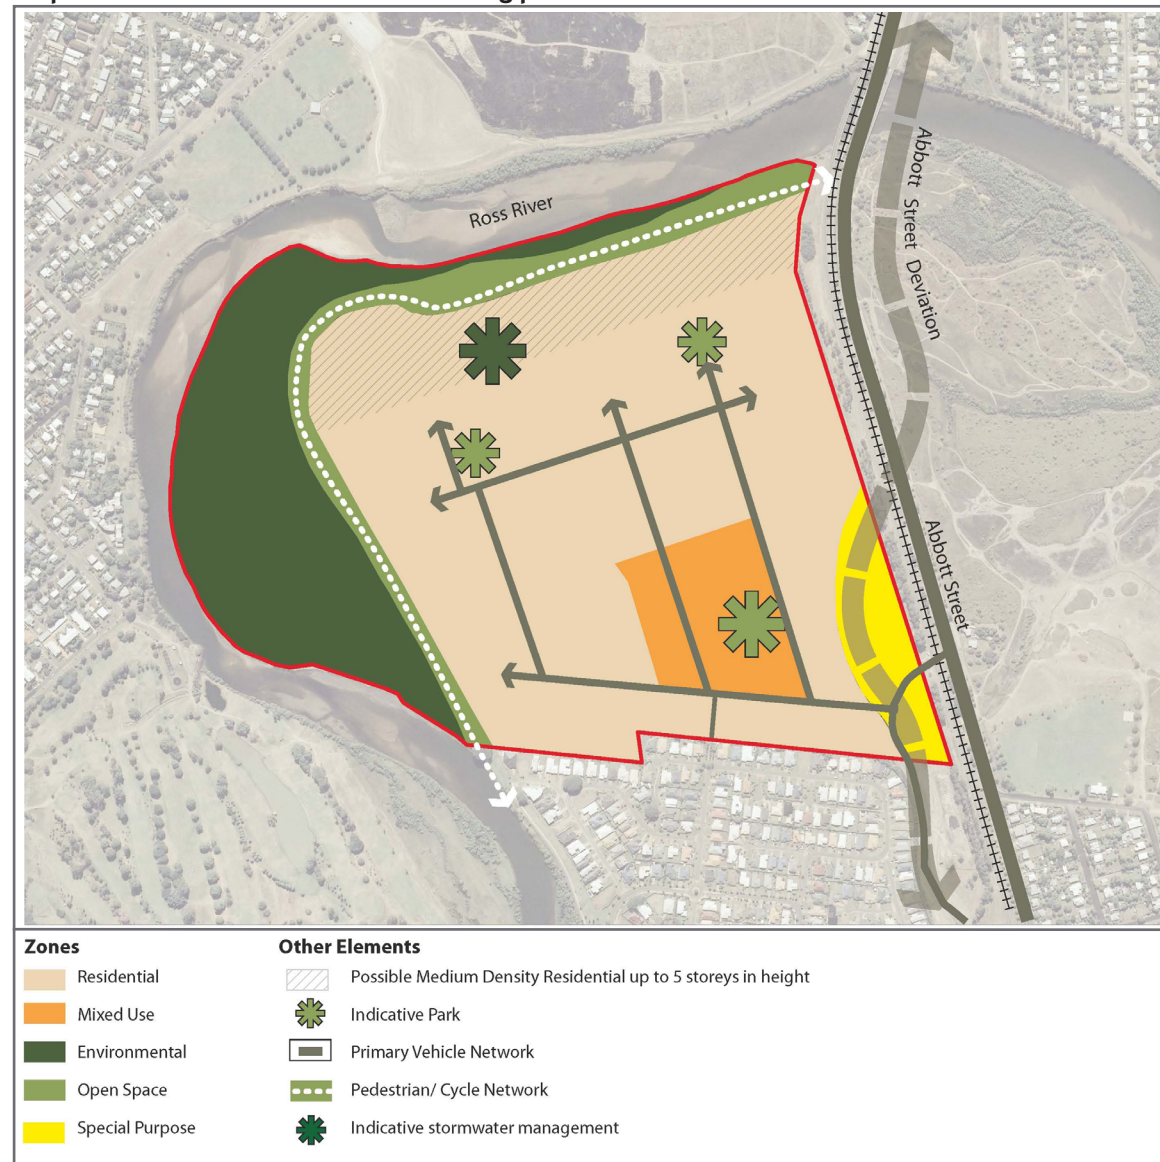 Ross River
Abbott Street Deviation
Abbott Street
Zones
Residential
Mixed Use
Environmental
Open Space
Special Purpose
Other Elements
Possible Medium Density Residential up to 5 storeys in height
Indicative Park
Primary Vehicle Network
Pedestrian/ Cycle Network
Indicative stormwater management